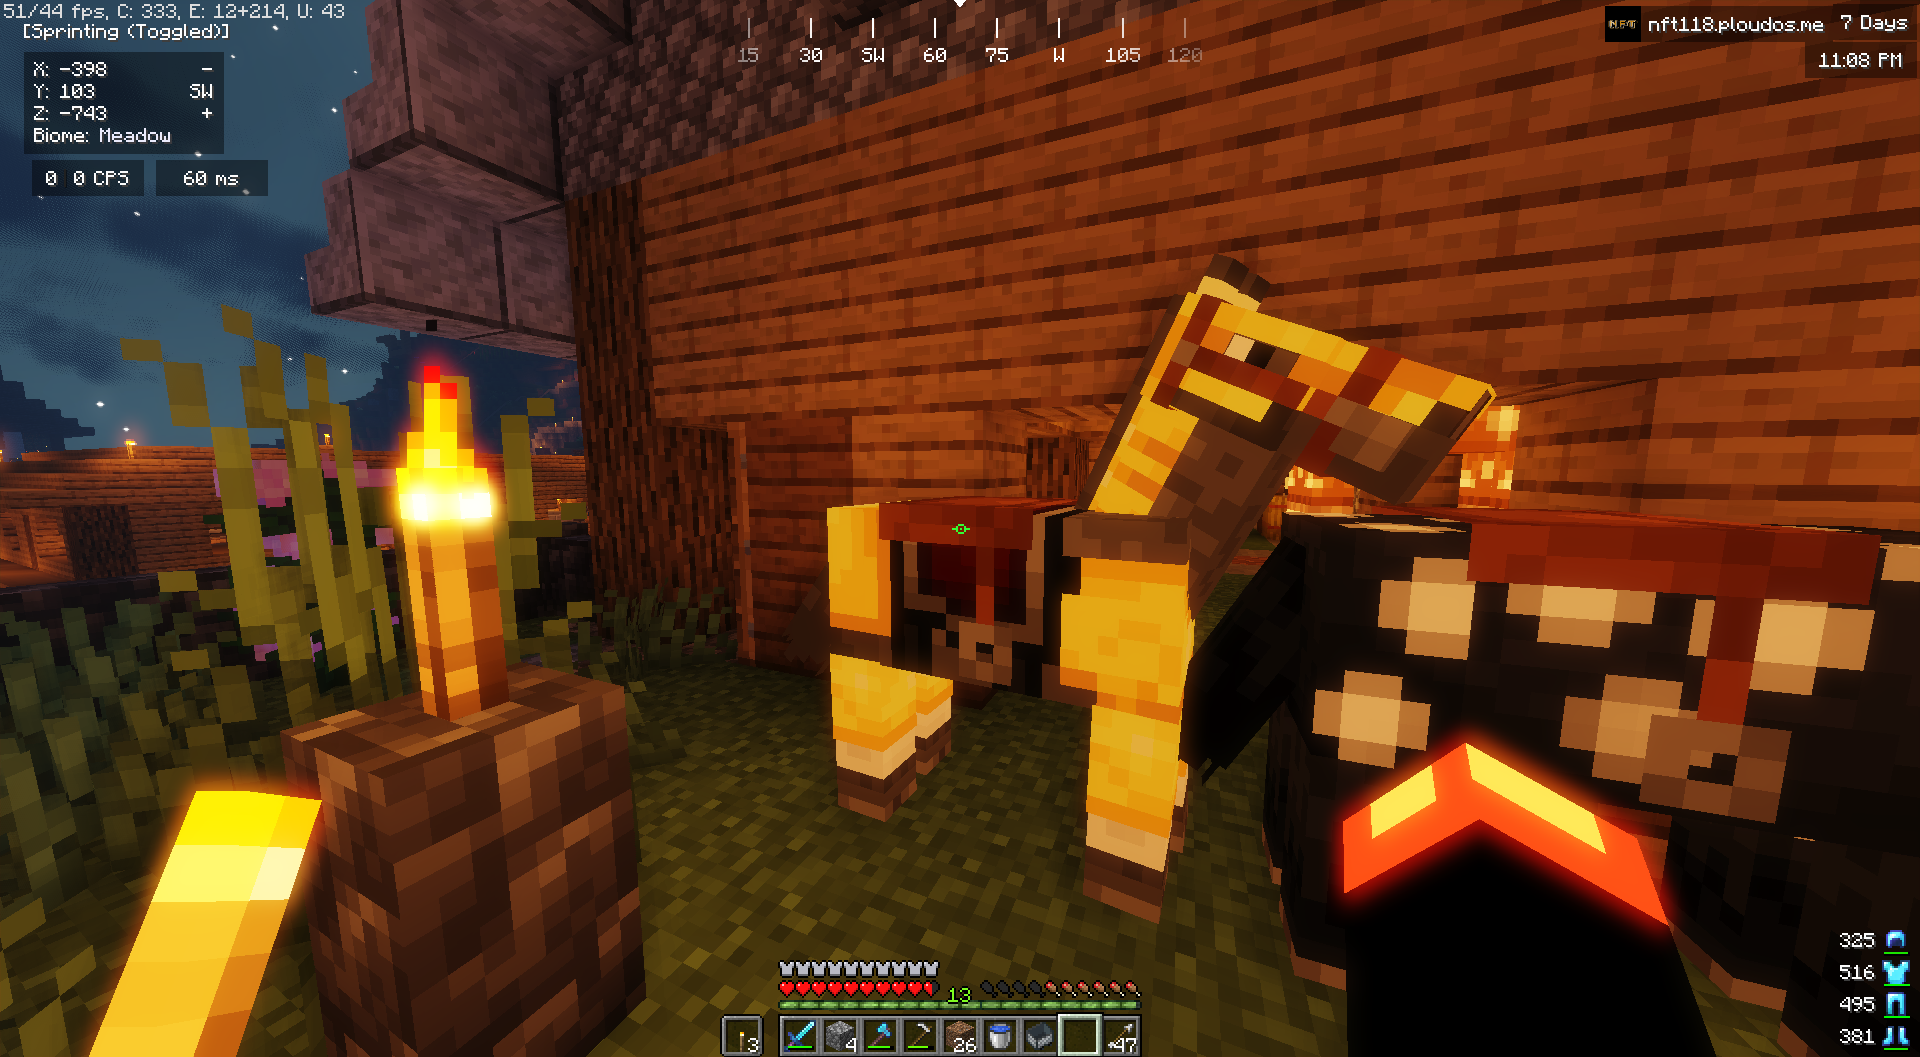 51/44 fps, C: 333, E: 12+214, U: 43
[Sprinting (Toggled)]
X: -398 -
Y: 103 SW
Z: -743 +
Biome: Meadow
0 0 CPS
60 ms
15 30 SW 60 75 W 105 120
nft118.ploudos.me 7 Days
11:08 PM
13
3
4
26
47
325
516
495
381